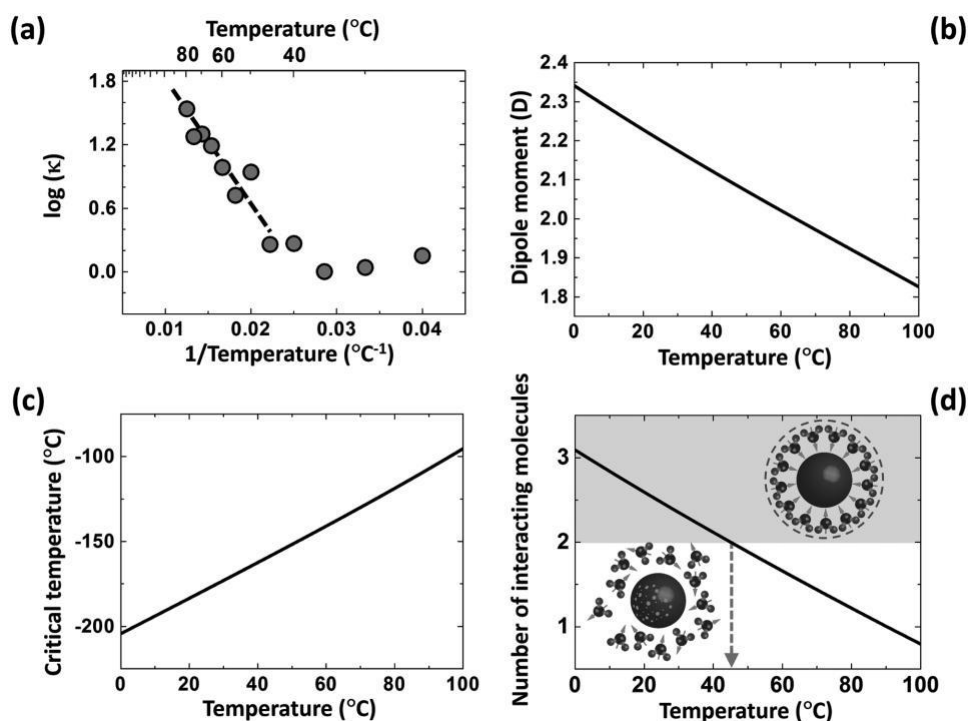 (a)
Temperature (°C)
80 60 40
1.8
1.2
0.6
0.0
log (κ)
0.01 0.02 0.03 0.04
1/Temperature (°C-1)
(b)
2.4
2.3
2.2
2.1
2.0
1.9
1.8
Dipole moment (D)
0 20 40 60 80 100
Temperature (°C)
(c)
-100
-150
-200
Critical temperature (°C)
0 20 40 60 80 100
Temperature (°C)
(d)
3
2
1
Number of interacting molecules
0 20 40 60 80 100
Temperature (°C)